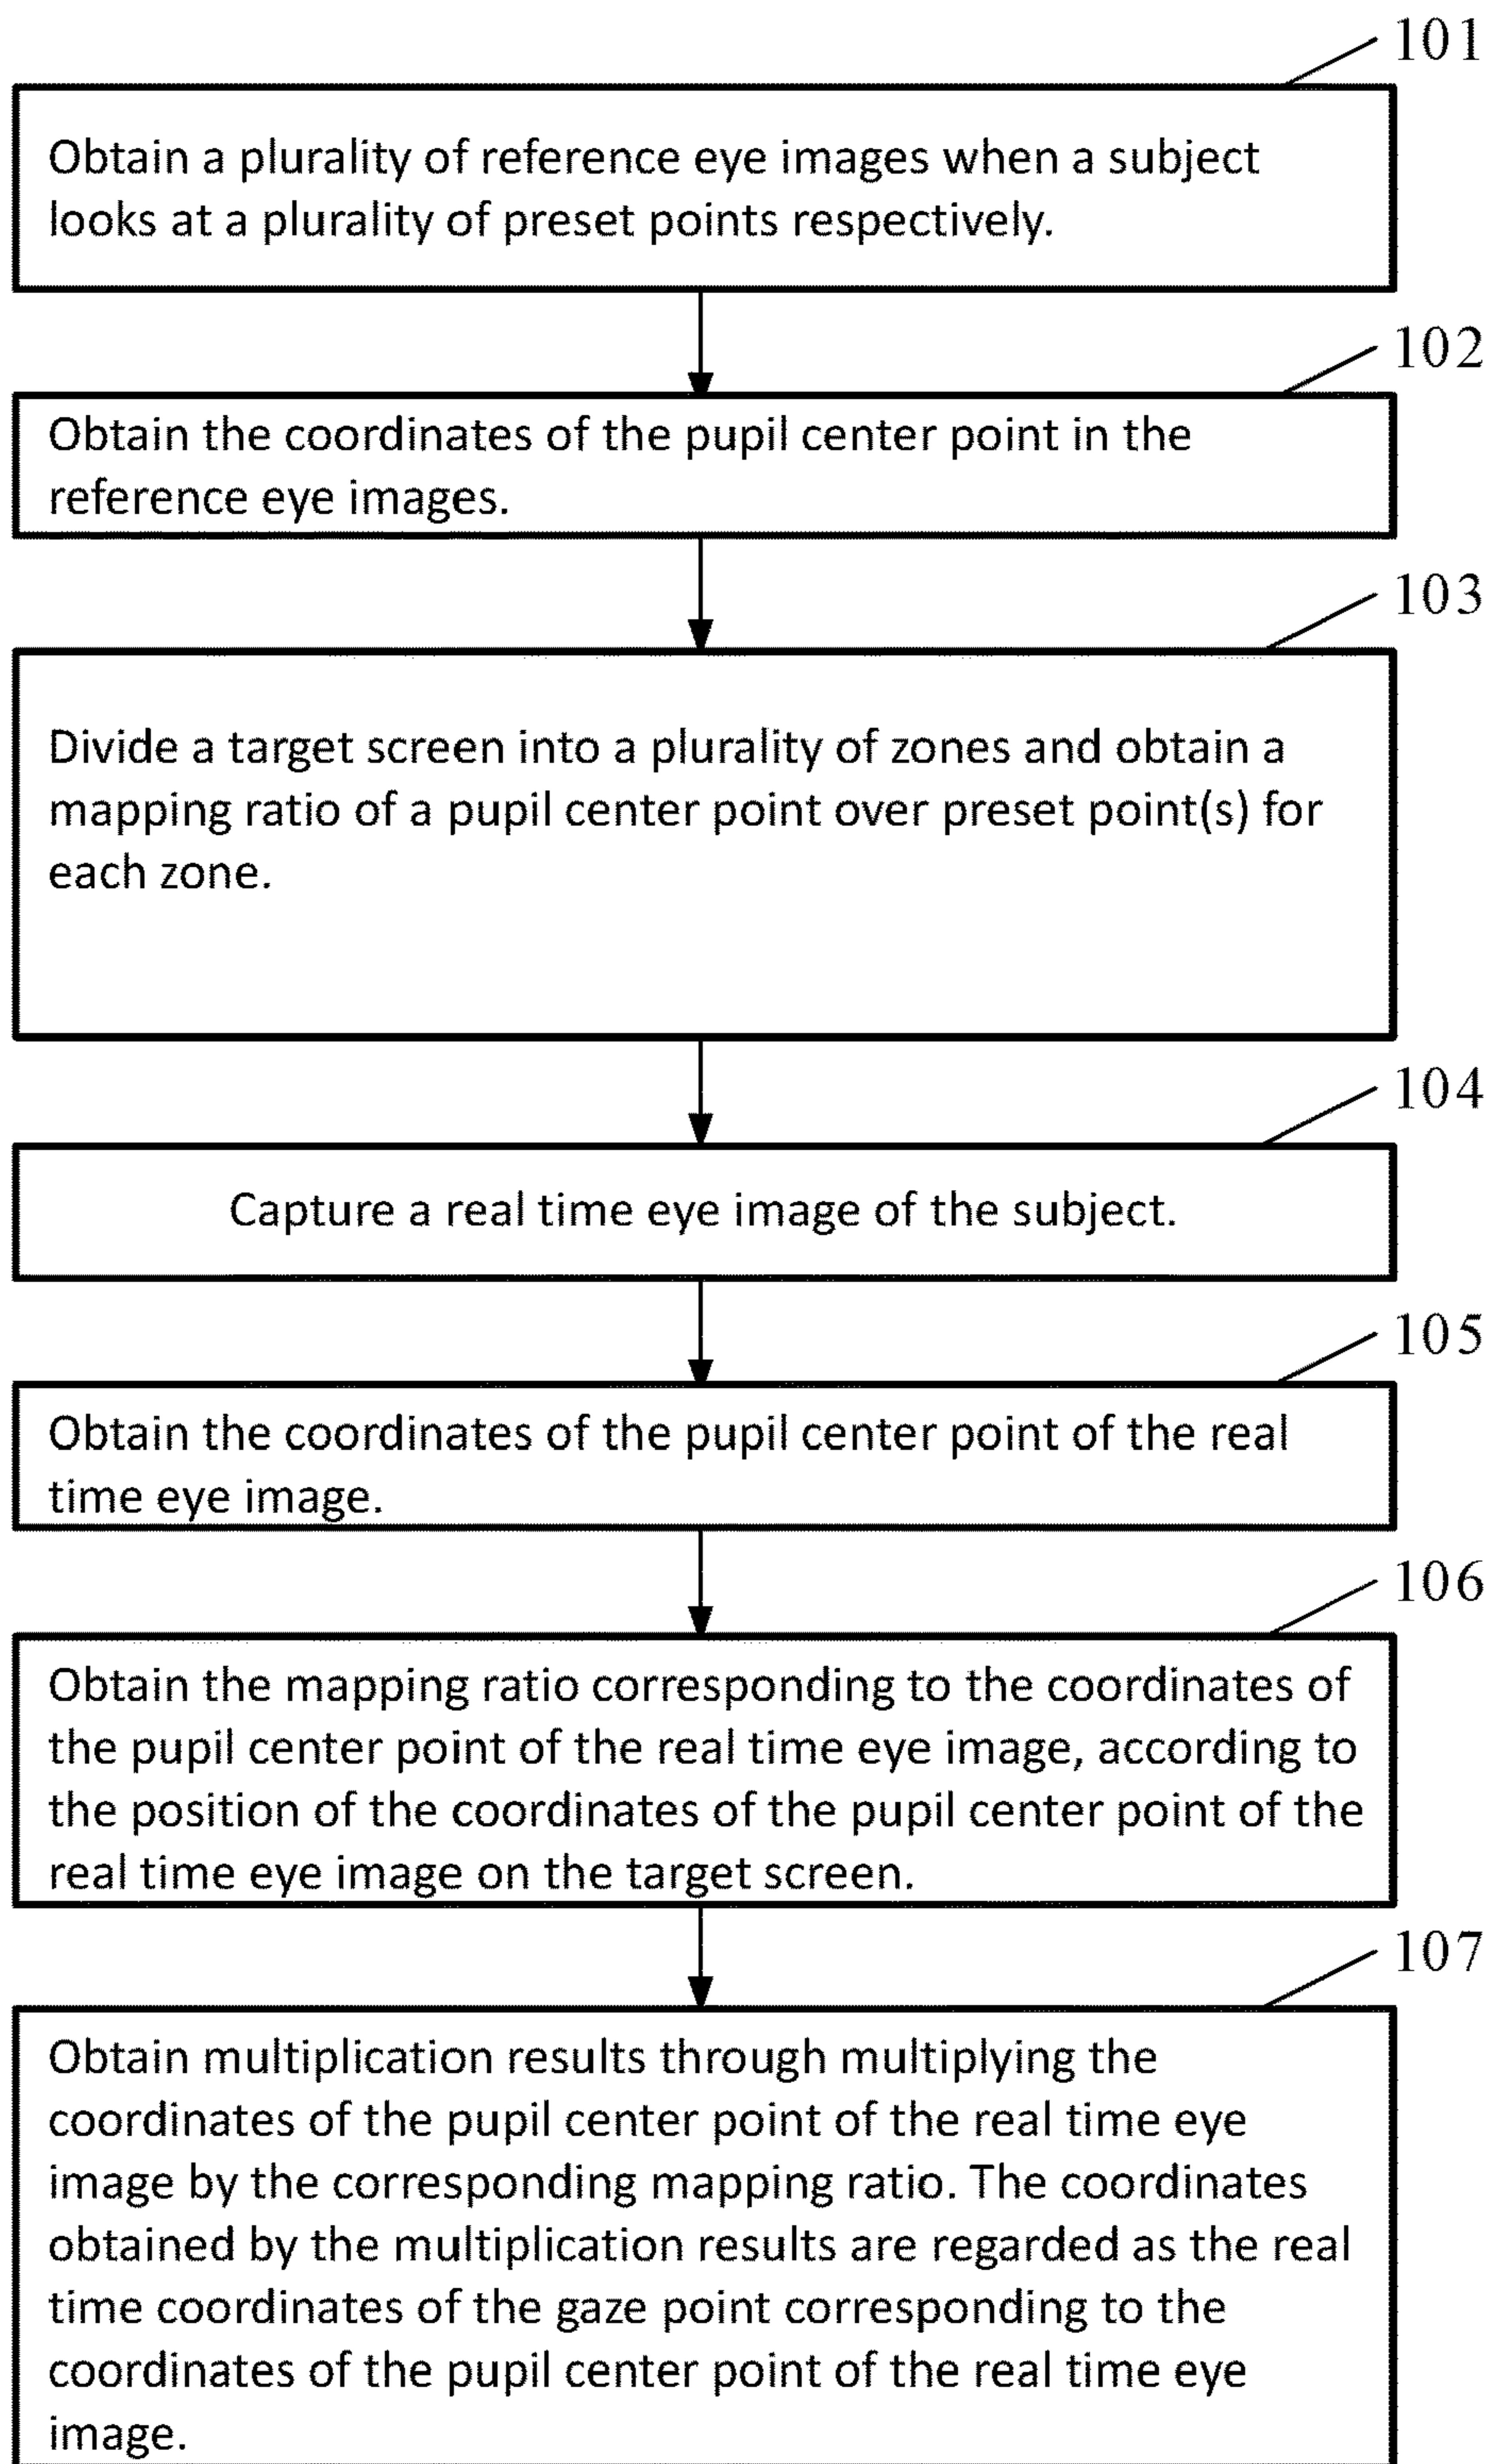 101
Obtain a plurality of reference eye images when a subject
looks at a plurality of preset points respectively.
102
Obtain the coordinates of the pupil center point in the
reference eye images.
103
Divide a target screen into a plurality of zones and obtain a
mapping ratio of a pupil center point over preset point(s) for
each zone.
104
Capture a real time eye image of the subject.
105
Obtain the coordinates of the pupil center point of the real
time eye image.
106
Obtain the mapping ratio corresponding to the coordinates of
the pupil center point of the real time eye image, according to
the position of the coordinates of the pupil center point of the
real time eye image on the target screen.
107
Obtain multiplication results through multiplying the
coordinates of the pupil center point of the real time eye
image by the corresponding mapping ratio. The coordinates
obtained by the multiplication results are regarded as the real
time coordinates of the gaze point corresponding to the
coordinates of the pupil center point of the real time eye
image.